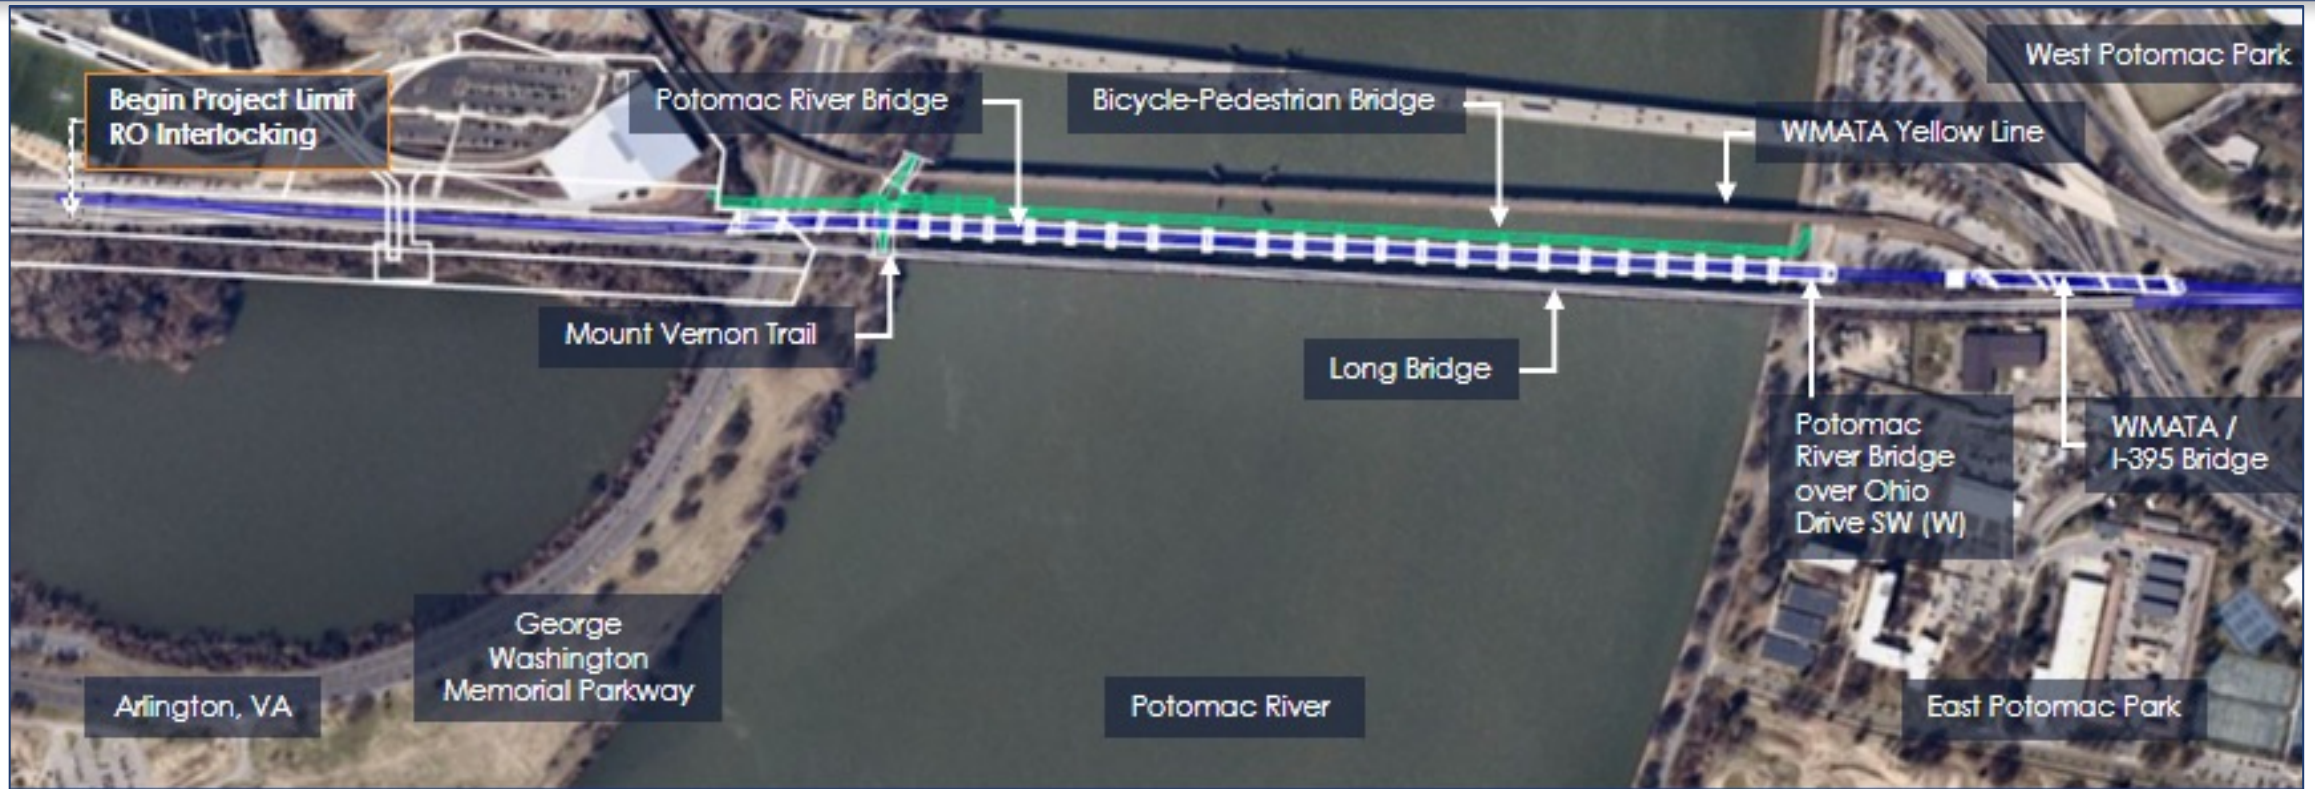 West Potomac Park
Begin Project Limit
RO Interlocking
Potomac River Bridge
Bicycle-Pedestrian Bridge
WMATA Yellow Line
Mount Vernon Trail
Long Bridge
Potomac
River Bridge
over Ohio
Drive SW (W)
WMATA /
I-395 Bridge
George
Washington
Memorial Parkway
Arlington, VA
Potomac River
East Potomac Park